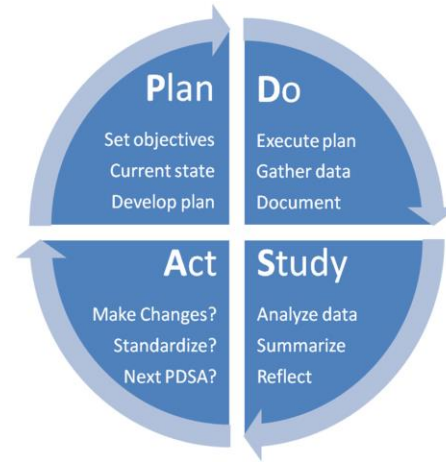 Plan
Set objectives
Current state
Develop plan
Do
Execute plan
Gather data
Document
Study
Analyze data
Summarize
Reflect
Act
Make Changes?
Standardize?
Next PDSA?